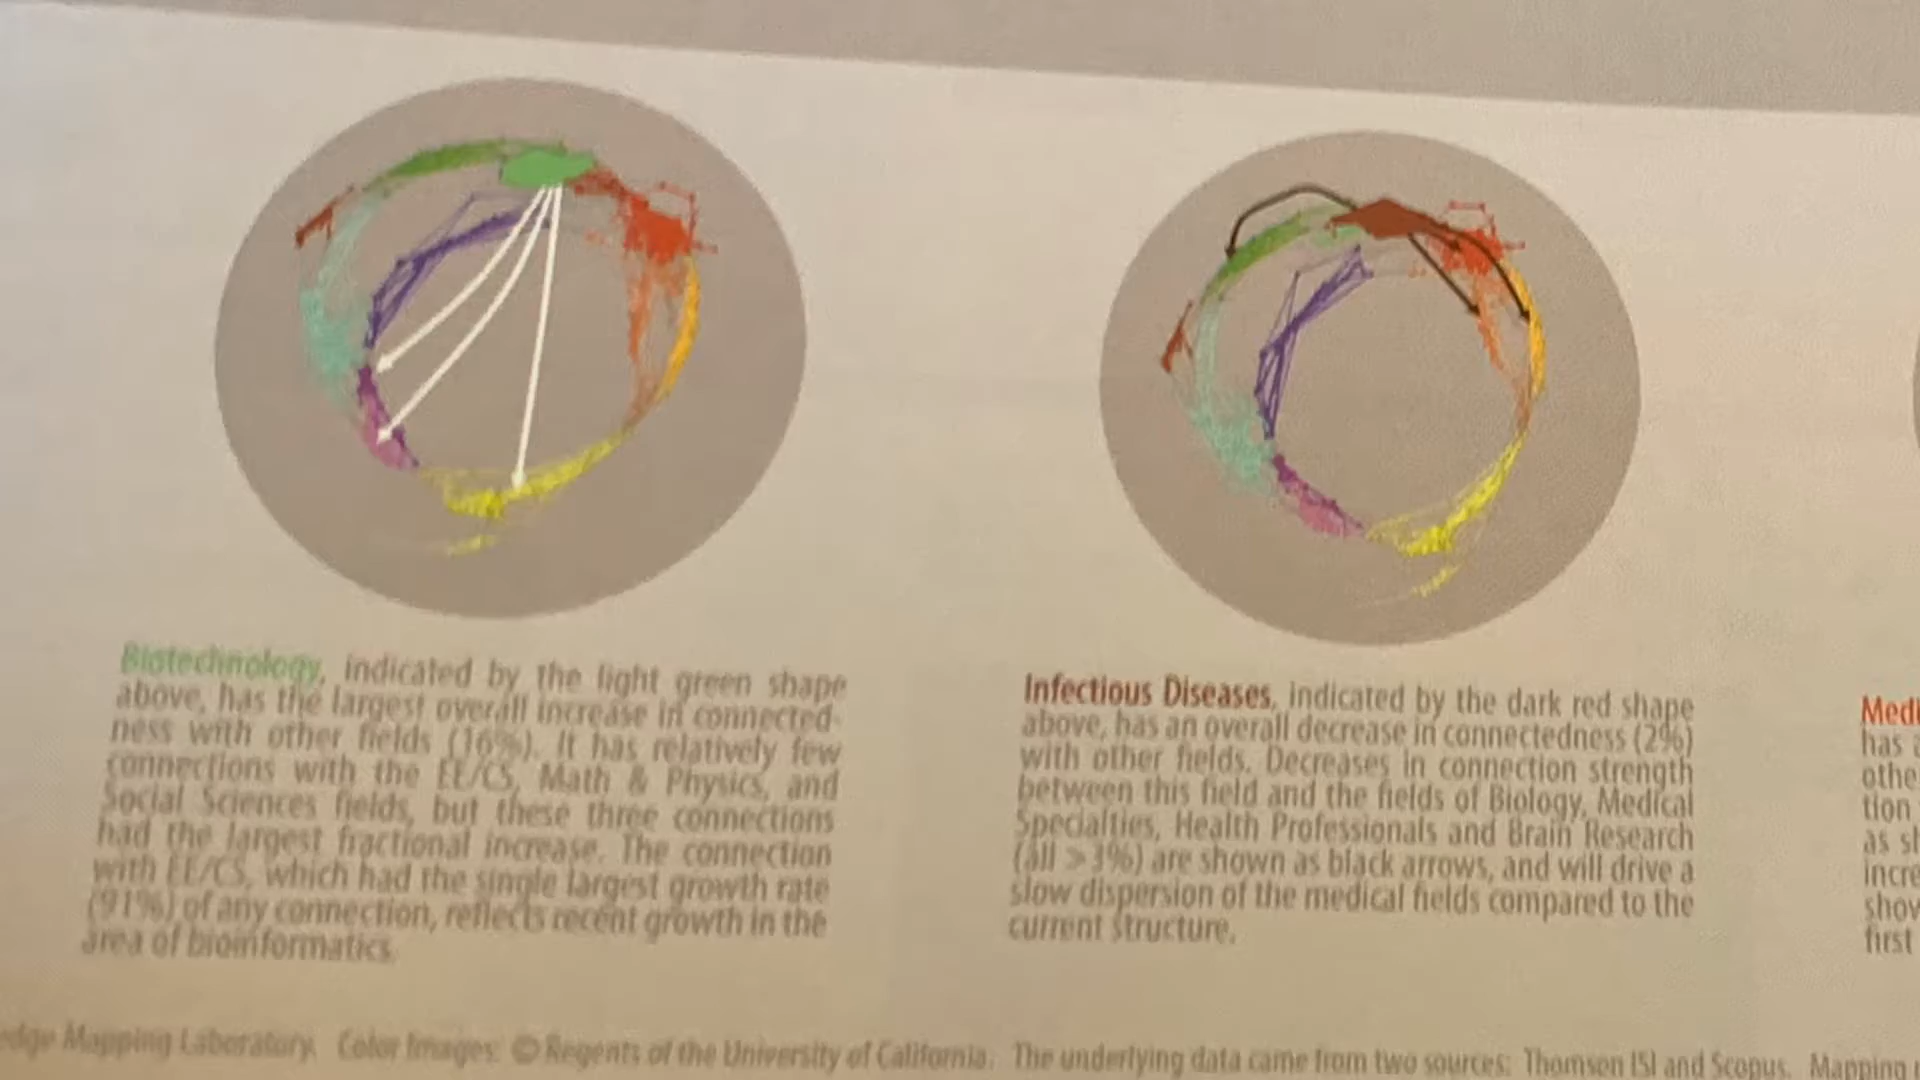 Biotechnology, indicated by the light green shape
above, has the largest overall increase in connected-
ness with other fields (16%). It has relatively few
connections with the EE/CS, Math & Physics, and
Social Sciences fields, but these three connections
had the largest fractional increase. The connection
with EE/CS, which had the single largest growth rate
(91%) of any connection, reflects recent growth in the
area of bioinformatics.
Infectious Diseases, indicated by the dark red shape
above, has an overall decrease in connectedness (2%)
with other fields. Decreases in connection strength
between this field and the fields of Biology, Medical
Specialties, Health Professionals and Brain Research
(all > 3%) are shown as black arrows, and will drive a
slow dispersion of the medical fields compared to the
current structure.
Medi
has a
othe
tion
as sl
incre
show
first
edge Mapping Laboratory. Color Images: © Regents of the University of California. The underlying data came from two sources: Thomson ISI and Scopus. Mapping